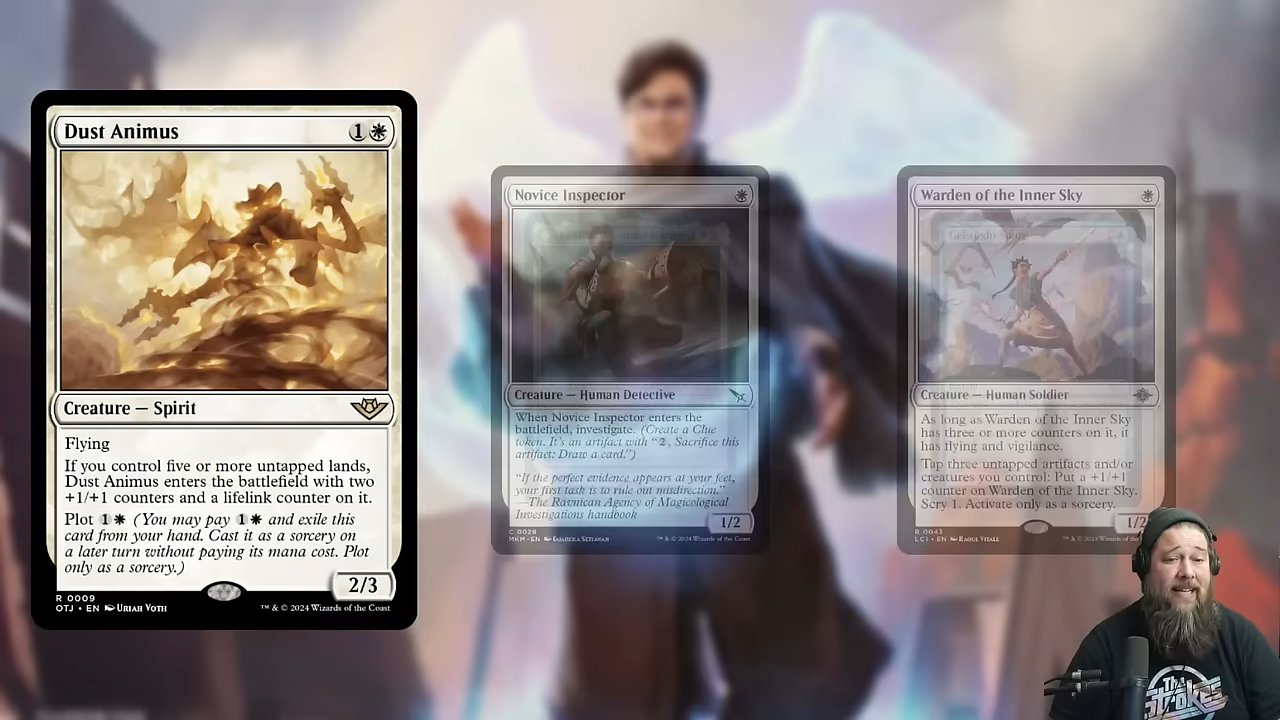 Dust Animus
1
Creature — Spirit
Flying
If you control five or more untapped lands,
Dust Animus enters the battlefield with two
+1/+1 counters and a lifelink counter on it.
Plot 1 (You may pay 1 and exile this
card from your hand. Cast it as a sorcery on
a later turn without paying its mana cost. Plot
only as a sorcery.)
2/3
R 0009
OTJ • EN Uriah Voth
™ & © 2024 Wizards of the Coast
Novice Inspector
Creature — Human Detective
When Novice Inspector enters the
battlefield, investigate. (Create a Clue
token. It's an artifact with “2, Sacrifice this
artifact: Draw a card.”)
“If the perfect evidence appears at your feet,
your first task is to rule out misdirection.”
—The Ravnican Agency of Magicological
Investigations handbook
1/2
C 0029
MKM • EN
™ & © 2024 Wizards of the Coast
Warden of the Inner Sky
Creature — Human Soldier
As long as Warden of the Inner Sky
has three or more counters on it, it
has flying and vigilance.
Tap three untapped artifacts and/or
creatures you control: Put a +1/+1
counter on Warden of the Inner Sky.
Scry 1. Activate only as a sorcery.
1/2
R 0043
LCI • EN Raoul Vitale
The
Strokes